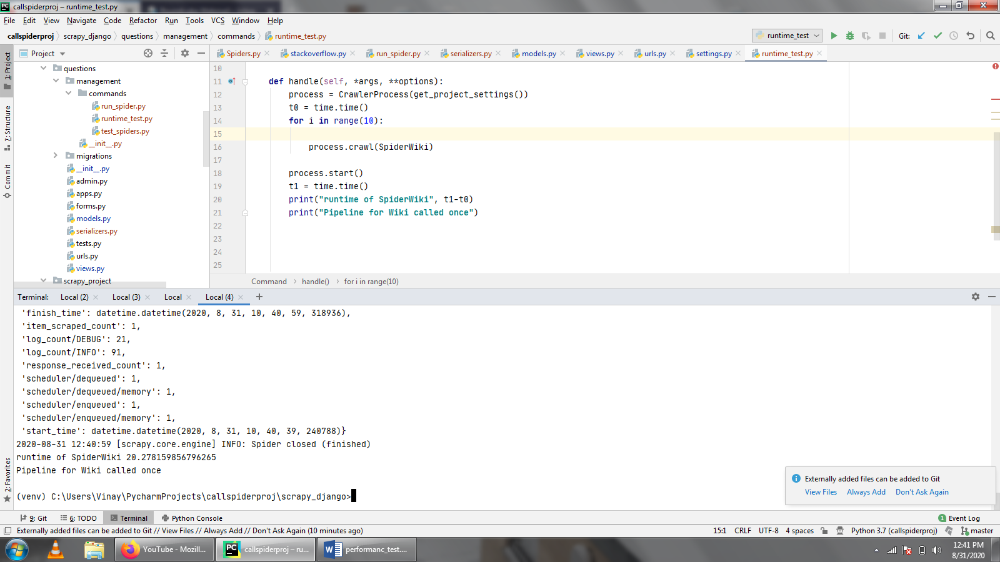 callspiderproj – runtime_test.py
File Edit View Navigate Code Refactor Run Tools VCS Window Help
callspiderproj scrapy_django questions management commands runtime_test.py
runtime_test Git:
Project
Spiders.py stackoverflow.py run_spider.py serializers.py models.py views.py urls.py settings.py runtime_test.py
1: Project
7: Structure
Commit
2: Favorites
questions
management
commands
run_spider.py
runtime_test.py
test_spiders.py
__init__.py
migrations
__init__.py
admin.py
apps.py
forms.py
models.py
serializers.py
tests.py
urls.py
views.py
scrapy_project
10
11 def handle(self, *args, **options):
12 process = CrawlerProcess(get_project_settings())
13 t0 = time.time()
14 for i in range(10):
15
16 process.crawl(SpiderWiki)
17
18 process.start()
19 t1 = time.time()
20 print("runtime of SpiderWiki", t1-t0)
21 print("Pipeline for Wiki called once")
22
23
24
25
Command handle() for i in range(10)
Terminal: Local (2) Local (3) Local Local (4)
'finish_time': datetime.datetime(2020, 8, 31, 10, 40, 59, 318936),
'item_scraped_count': 1,
'log_count/DEBUG': 21,
'log_count/INFO': 91,
'response_received_count': 1,
'scheduler/dequeued': 1,
'scheduler/dequeued/memory': 1,
'scheduler/enqueued': 1,
'scheduler/enqueued/memory': 1,
'start_time': datetime.datetime(2020, 8, 31, 10, 40, 39, 240788)}
2020-08-31 12:40:59 [scrapy.core.engine] INFO: Spider closed (finished)
runtime of SpiderWiki 20.278159856796265
Pipeline for Wiki called once
(venv) C:\Users\Vinay\PycharmProjects\callspiderproj\scrapy_django>
Externally added files can be added to Git
View Files Always Add Don't Ask Again
9: Git 6: TODO Terminal Python Console 1 Event Log
Externally added files can be added to Git // View Files // Always Add // Don't Ask Again (10 minutes ago) 15:1 CRLF UTF-8 4 spaces Python 3.7 (callspiderproj) master
YouTube - Mozill... callspiderproj – ru... performanc_test....
12:41 PM
8/31/2020